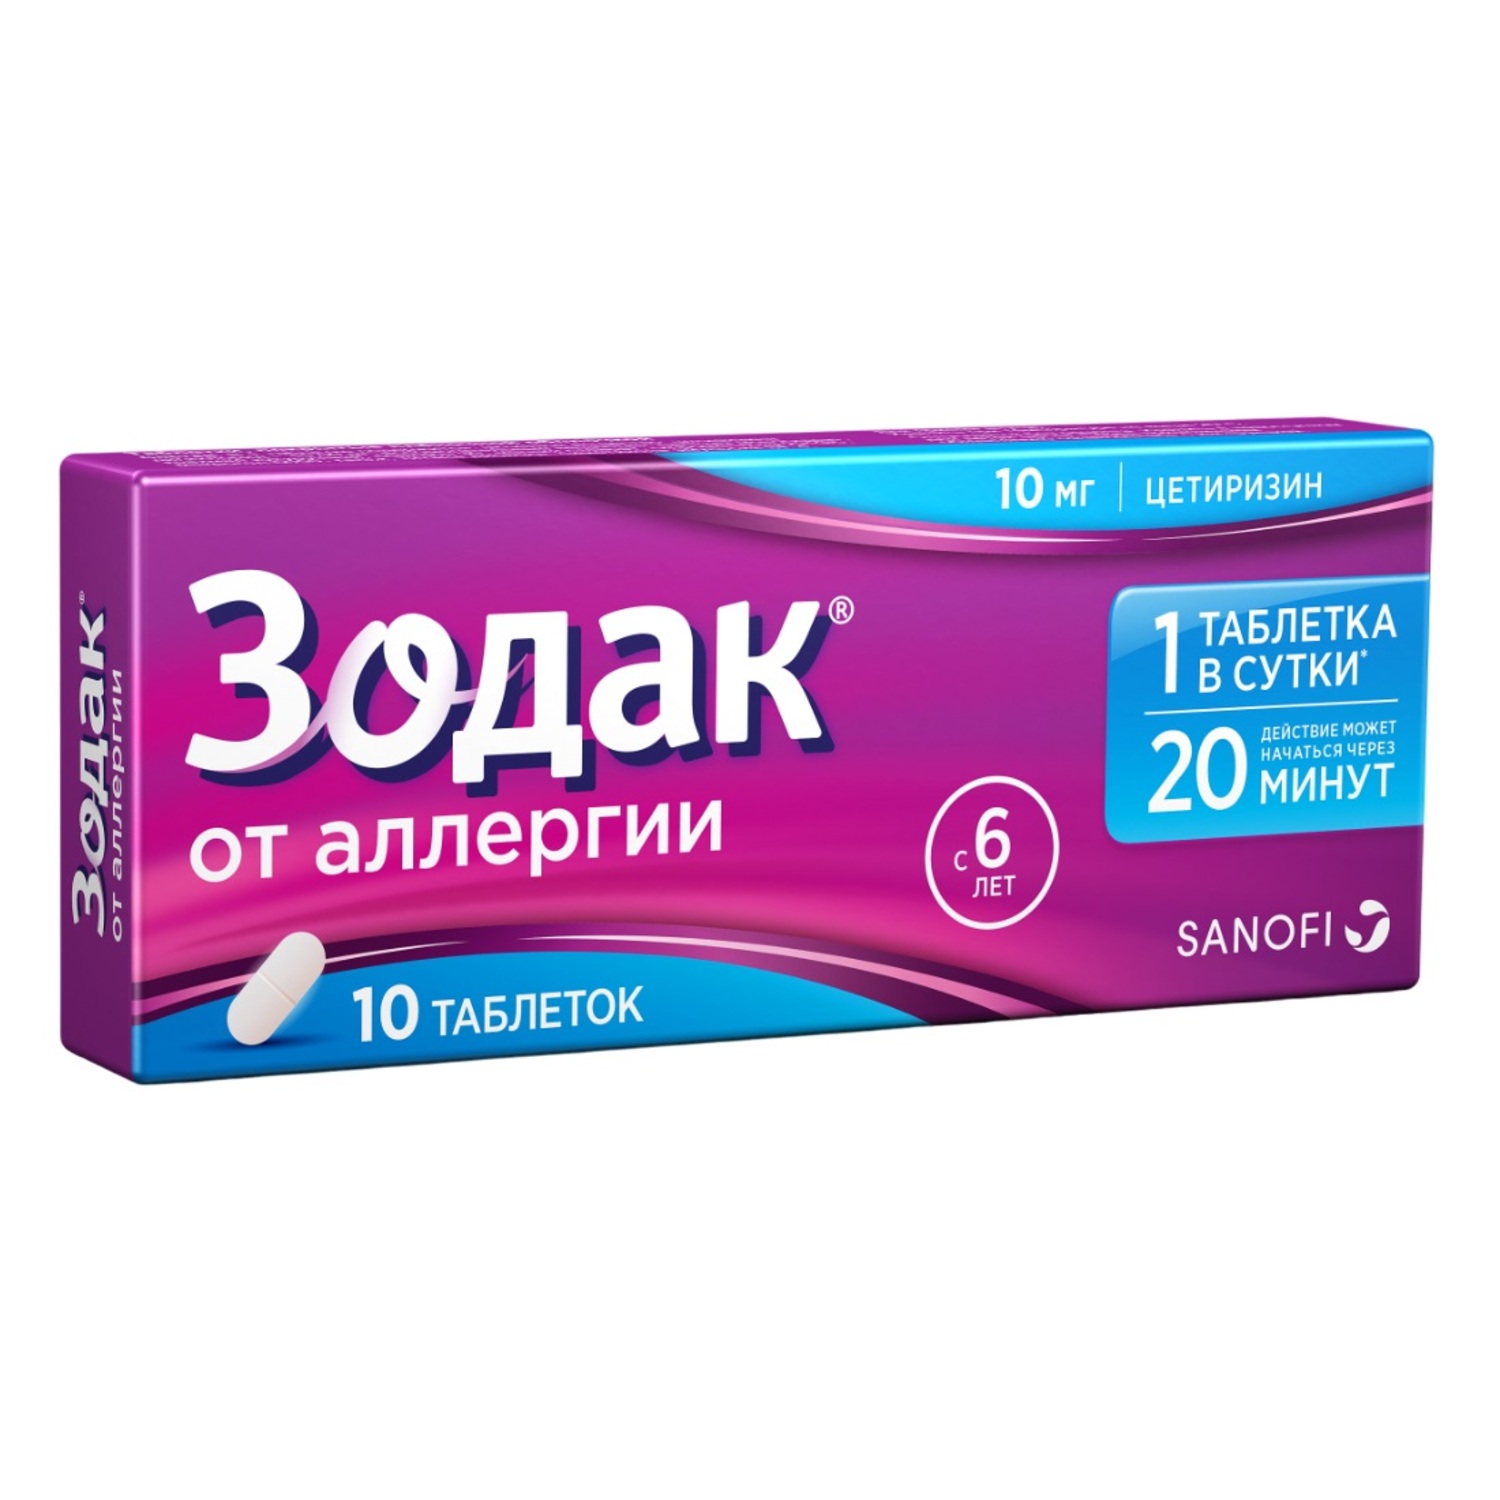 10 мг | ЦЕТИРИЗИН
Зодак®
от аллергии
1 ТАБЛЕТКА
В СУТКИ*
20 ДЕЙСТВИЕ МОЖЕТ
НАЧАТЬСЯ ЧЕРЕЗ
МИНУТ
с 6
ЛЕТ
SANOFI
10 ТАБЛЕТОК
Зодак®
от аллергии